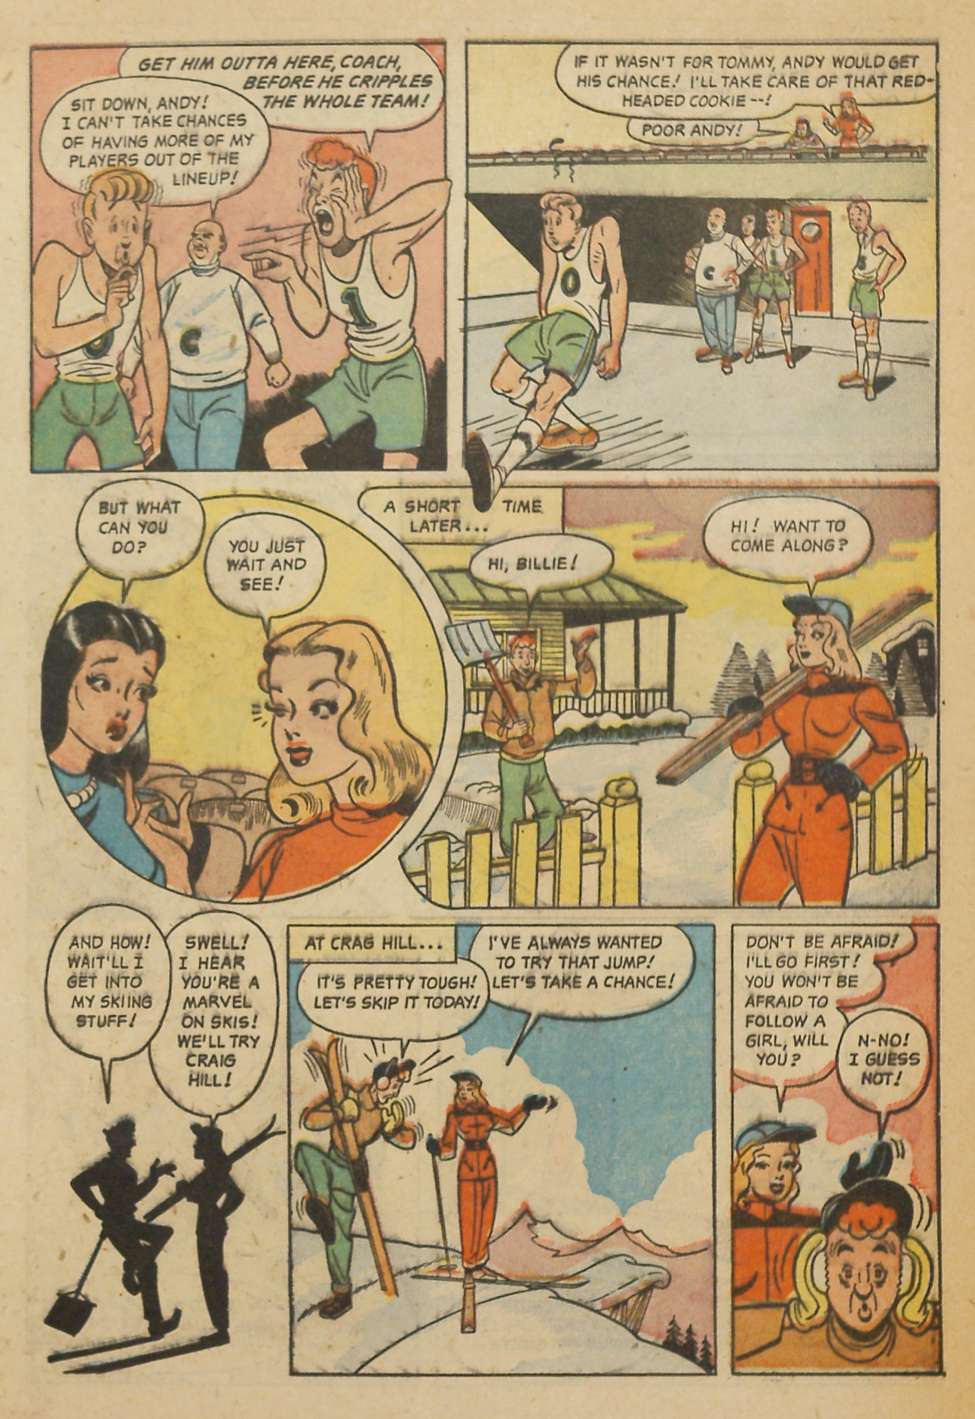 GET HIM OUTTA HERE, COACH,
BEFORE HE CRIPPLES
THE WHOLE TEAM!
SIT DOWN, ANDY!
I CAN'T TAKE CHANCES
OF HAVING MORE OF MY
PLAYERS OUT OF THE
LINEUP!
O
C
1
IF IT WASN'T FOR TOMMY, ANDY WOULD GET
HIS CHANCE! I'LL TAKE CARE OF THAT RED-
HEADED COOKIE --!
POOR ANDY!
O
C
1
BUT WHAT
CAN YOU
DO?
YOU JUST
WAIT AND
SEE!
A SHORT TIME
LATER...
HI, BILLIE!
HI! WANT TO
COME ALONG?
AND HOW!
WAIT'LL I
GET INTO
MY SKIING
STUFF!
SWELL!
I HEAR
YOU'RE A
MARVEL
ON SKIS!
WE'LL TRY
CRAIG
HILL!
AT CRAG HILL...
IT'S PRETTY TOUGH!
LET'S SKIP IT TODAY!
I'VE ALWAYS WANTED
TO TRY THAT JUMP!
LET'S TAKE A CHANCE!
DON'T BE AFRAID!
I'LL GO FIRST!
YOU WON'T BE
AFRAID TO
FOLLOW A
GIRL, WILL
YOU?
N-NO!
I GUESS
NOT!